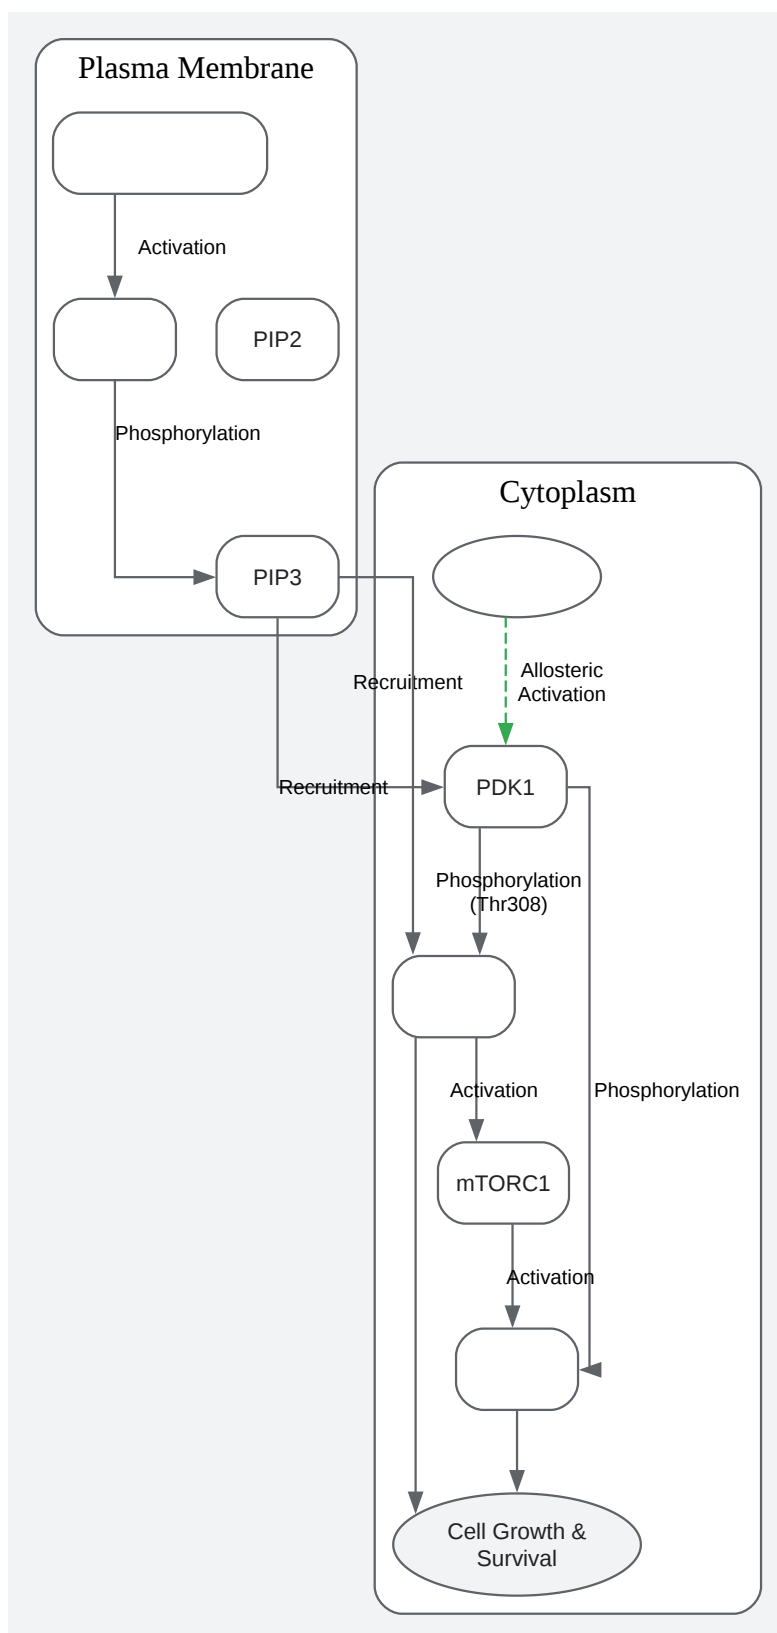 Plasma Membrane
Activation
PIP2
Phosphorylation
Cytoplasm
PIP3
Recruitment
Allosteric
Activation
Recruitment
PDK1
Phosphorylation
(Thr308)
Activation
Phosphorylation
mTORC1
Activation
Cell Growth &
Survival